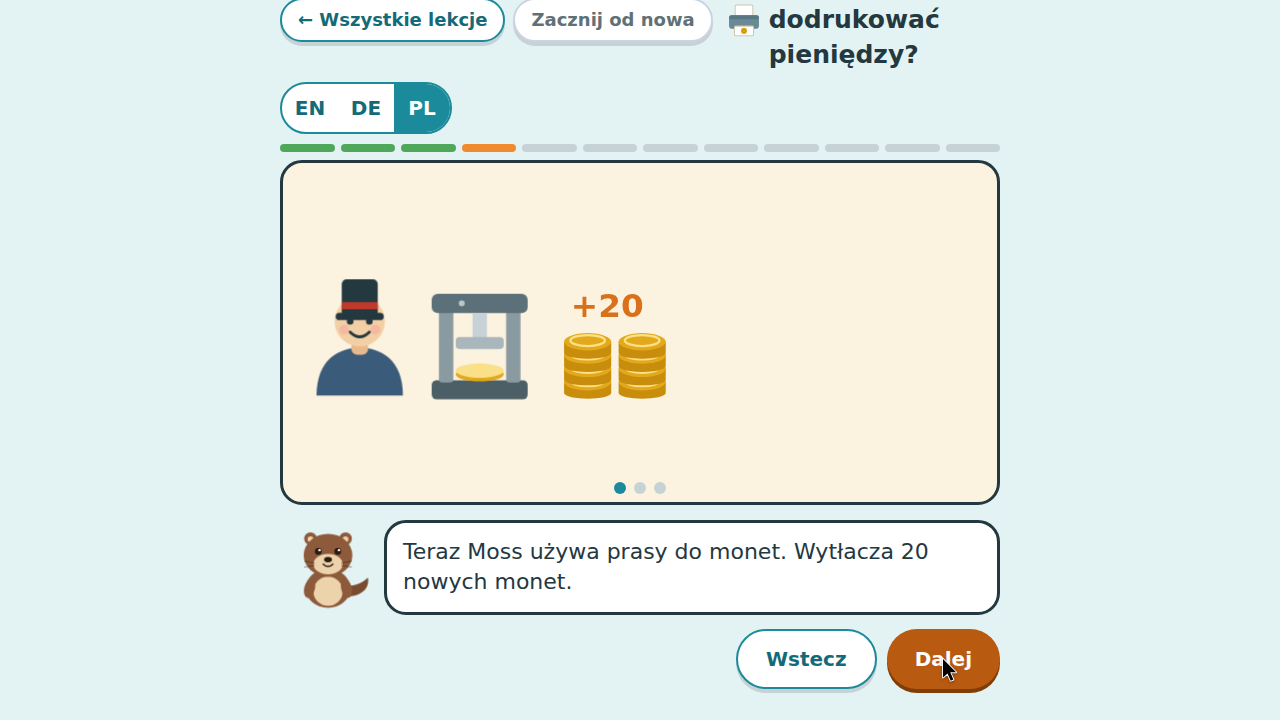 ← Wszystkie lekcje
Zacznij od nowa
dodrukować
pieniędzy?
EN DE PL
+20
Teraz Moss używa prasy do monet. Wytłacza 20
nowych monet.
Wstecz
Dalej